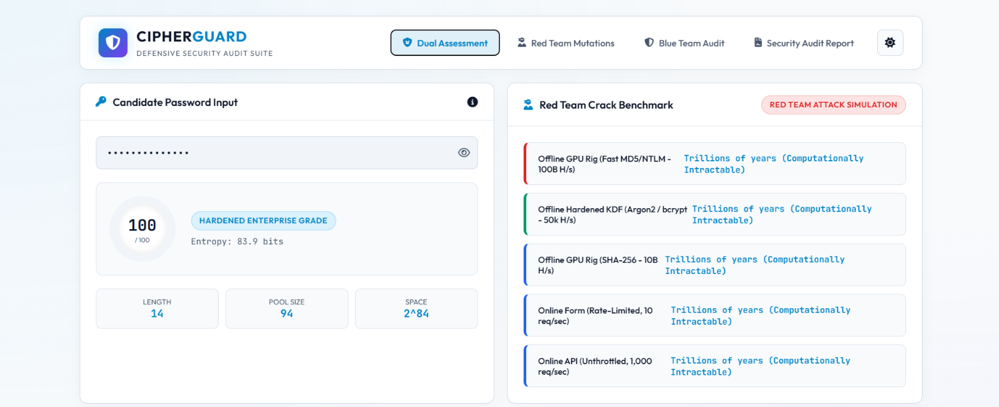 CIPHERGUARD
DEFENSIVE SECURITY AUDIT SUITE
Dual Assessment
Red Team Mutations
Blue Team Audit
Security Audit Report
Candidate Password Input
••••••••••••••
100
/ 100
HARDENED ENTERPRISE GRADE
Entropy: 83.9 bits
LENGTH
14
POOL SIZE
94
SPACE
2^84
Red Team Crack Benchmark
RED TEAM ATTACK SIMULATION
Offline GPU Rig (Fast MD5/NTLM -
100B H/s)
Trillions of years (Computationally
Intractable)
Offline Hardened KDF (Argon2 / bcrypt
- 50k H/s)
Trillions of years (Computationally
Intractable)
Offline GPU Rig (SHA-256 - 10B
H/s)
Trillions of years (Computationally
Intractable)
Online Form (Rate-Limited, 10
req/sec)
Trillions of years (Computationally
Intractable)
Online API (Unthrottled, 1,000
req/sec)
Trillions of years (Computationally
Intractable)